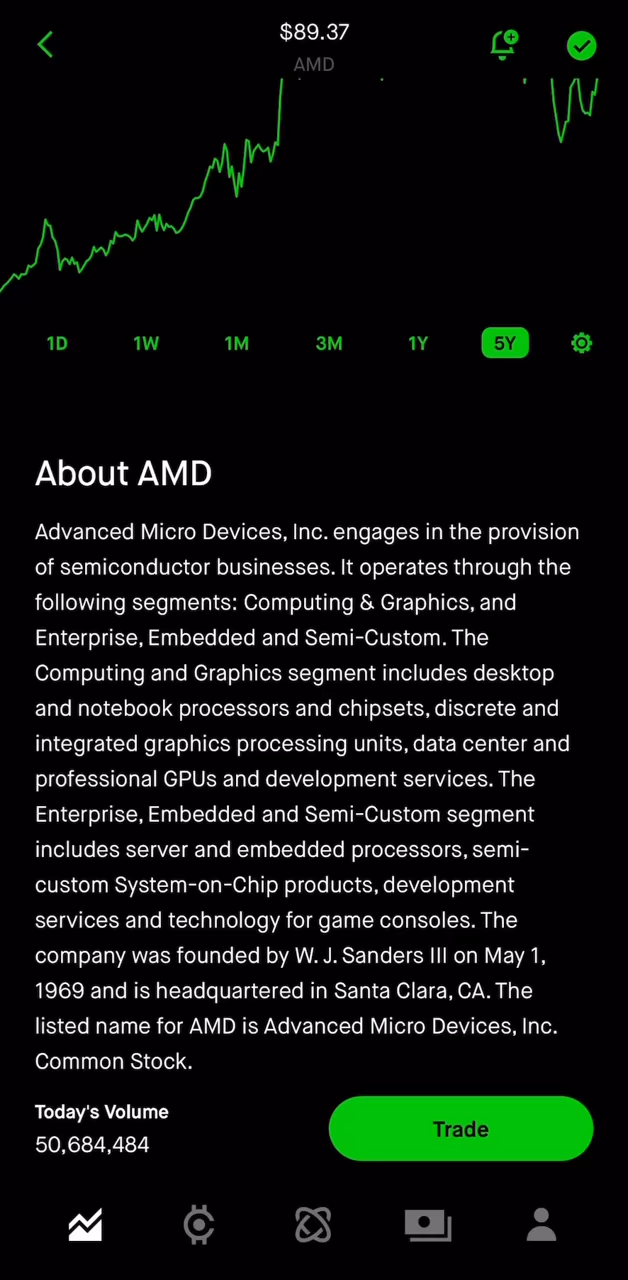 $89.37
AMD
1D 1W 1M 3M 1Y 5Y
About AMD
Advanced Micro Devices, Inc. engages in the provision
of semiconductor businesses. It operates through the
following segments: Computing & Graphics, and
Enterprise, Embedded and Semi-Custom. The
Computing and Graphics segment includes desktop
and notebook processors and chipsets, discrete and
integrated graphics processing units, data center and
professional GPUs and development services. The
Enterprise, Embedded and Semi-Custom segment
includes server and embedded processors, semi-
custom System-on-Chip products, development
services and technology for game consoles. The
company was founded by W. J. Sanders III on May 1,
1969 and is headquartered in Santa Clara, CA. The
listed name for AMD is Advanced Micro Devices, Inc.
Common Stock.
Today's Volume
50,684,484
Trade